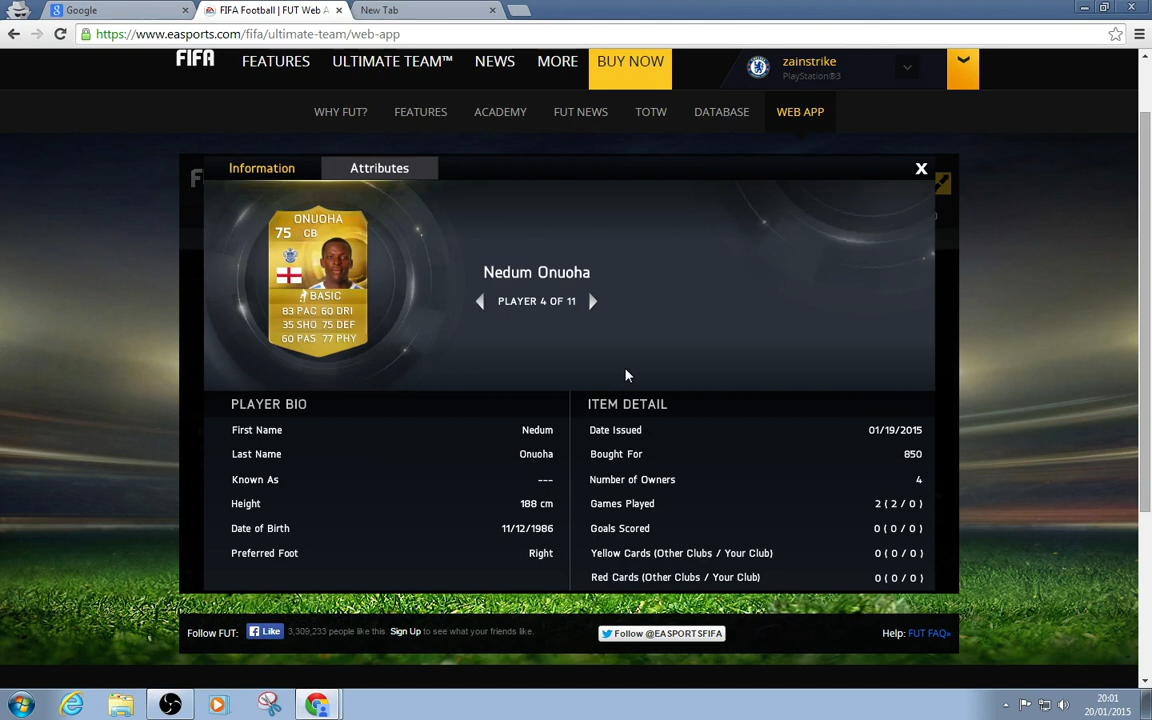 Google
FIFA Football | FUT Web A
New Tab
https://www.easports.com/fifa/ultimate-team/web-app
FIFA
FEATURES
ULTIMATE TEAM™
NEWS
MORE
BUY NOW
zainstrike
PlayStation®3
WHY FUT?
FEATURES
ACADEMY
FUT NEWS
TOTW
DATABASE
WEB APP
Information
Attributes
X
ONUOHA
75 CB
BASIC
83 PAC 60 DRI
35 SHO 75 DEF
60 PAS 77 PHY
Nedum Onuoha
PLAYER 4 OF 11
PLAYER BIO
First Name Nedum
Last Name Onuoha
Known As ---
Height 188 cm
Date of Birth 11/12/1986
Preferred Foot Right
ITEM DETAIL
Date Issued 01/19/2015
Bought For 850
Number of Owners 4
Games Played 2 ( 2 / 0 )
Goals Scored 0 ( 0 / 0 )
Yellow Cards (Other Clubs / Your Club) 0 ( 0 / 0 )
Red Cards (Other Clubs / Your Club) 0 ( 0 / 0 )
Follow FUT: Like 3,309,233 people like this. Sign Up to see what your friends like.
Follow @EASPORTSFIFA
Help: FUT FAQ»
20:01
20/01/2015